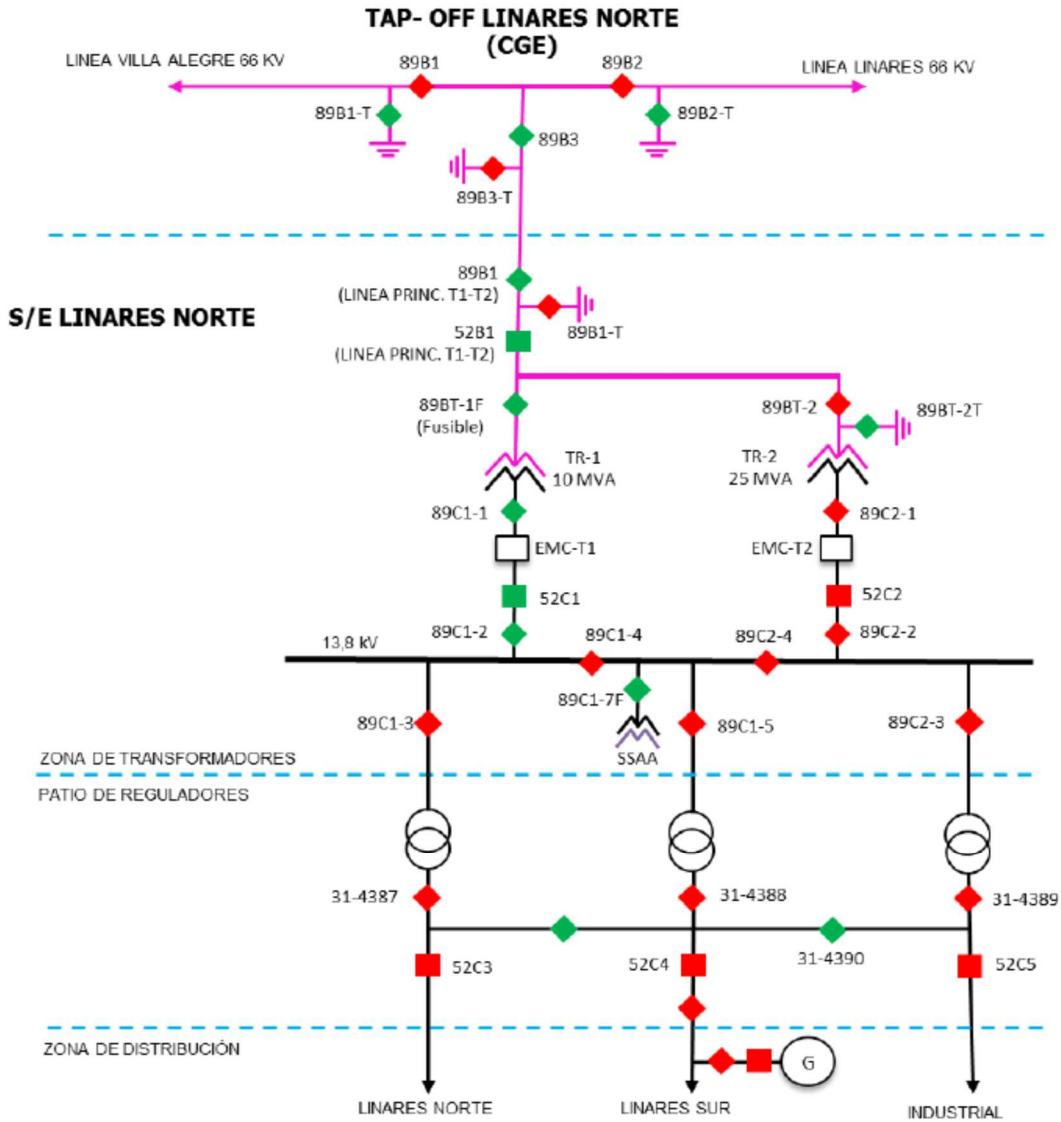 TAP- OFF LINARES NORTE
(CGE)
LINEA VILLA ALEGRE 66 KV
89B1
89B2
LINEA LINARES 66 KV
89B1-T
89B3
89B2-T
89B3-T
89B1
(LINEA PRINC. T1-T2)
S/E LINARES NORTE
89B1-T
52B1
(LINEA PRINC. T1-T2)
89BT-1F
(Fusible)
89BT-2
89BT-2T
TR-1
10 MVA
TR-2
25 MVA
89C1-1
89C2-1
EMC-T1
EMC-T2
52C1
52C2
89C1-2
89C1-4
89C2-4
89C2-2
13,8 kV
89C1-7F
89C1-3
89C1-5
89C2-3
SSAA
ZONA DE TRANSFORMADORES
PATIO DE REGULADORES
31-4387
31-4388
31-4389
31-4390
52C3
52C4
52C5
ZONA DE DISTRIBUCIÓN
G
LINARES NORTE
LINARES SUR
INDUSTRIAL